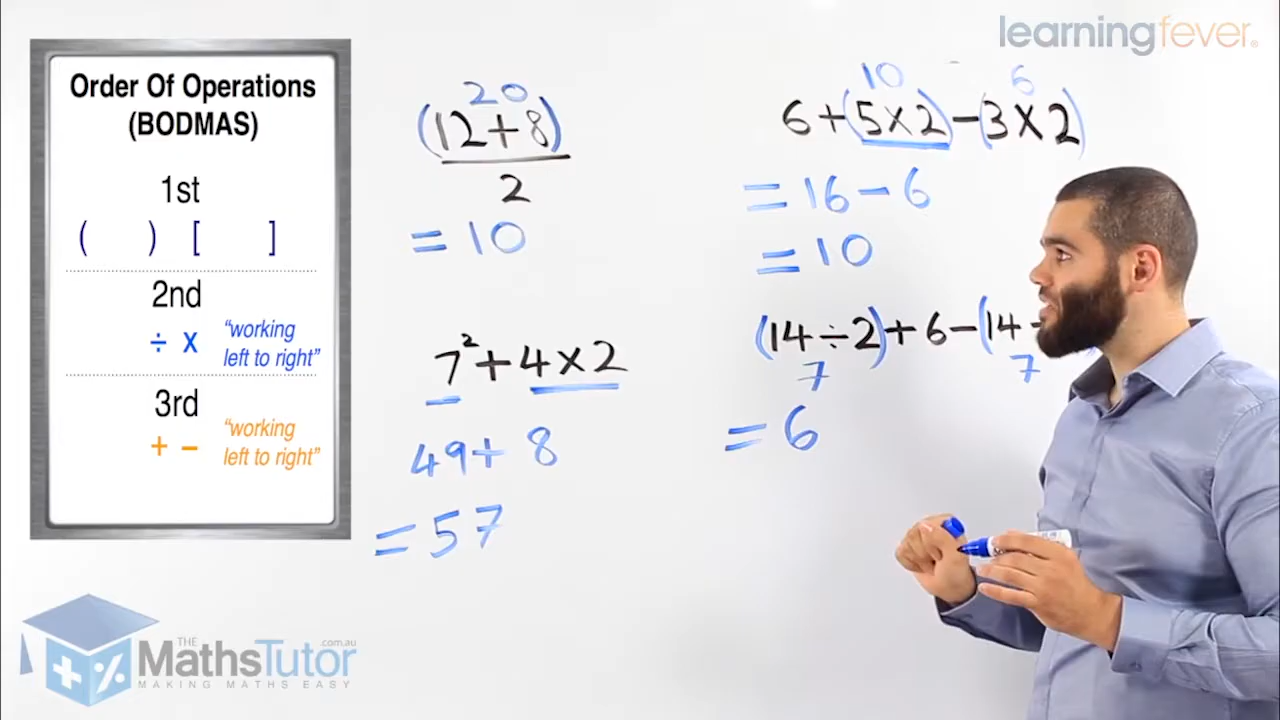 learningfever.
Order Of Operations
(BODMAS)
1st
( ) [ ]
2nd
÷ x "working
left to right"
3rd
+ − "working
left to right"
20
(12+8)
2
= 10
7² + 4 × 2
49 + 8
= 57
10 6
6+(5×2)−(3×2)
= 16 − 6
= 10
(14÷2)+6−(14
7 7
= 6
THE
MathsTutor
.com.au
MAKING MATHS EASY